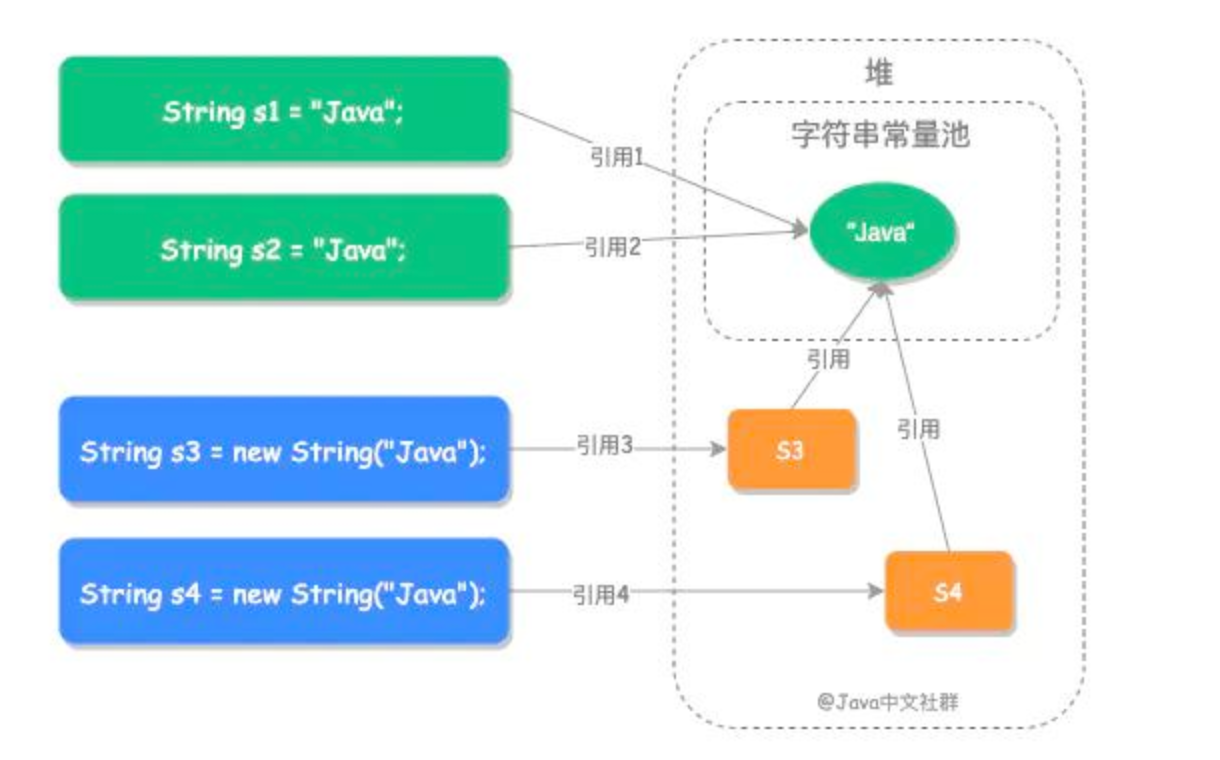 堆
字符串常量池
String s1 = "Java";
引用1
"Java"
String s2 = "Java";
引用2
引用
String s3 = new String("Java");
引用3
S3
引用
String s4 = new String("Java");
引用4
S4
@Java中文社群